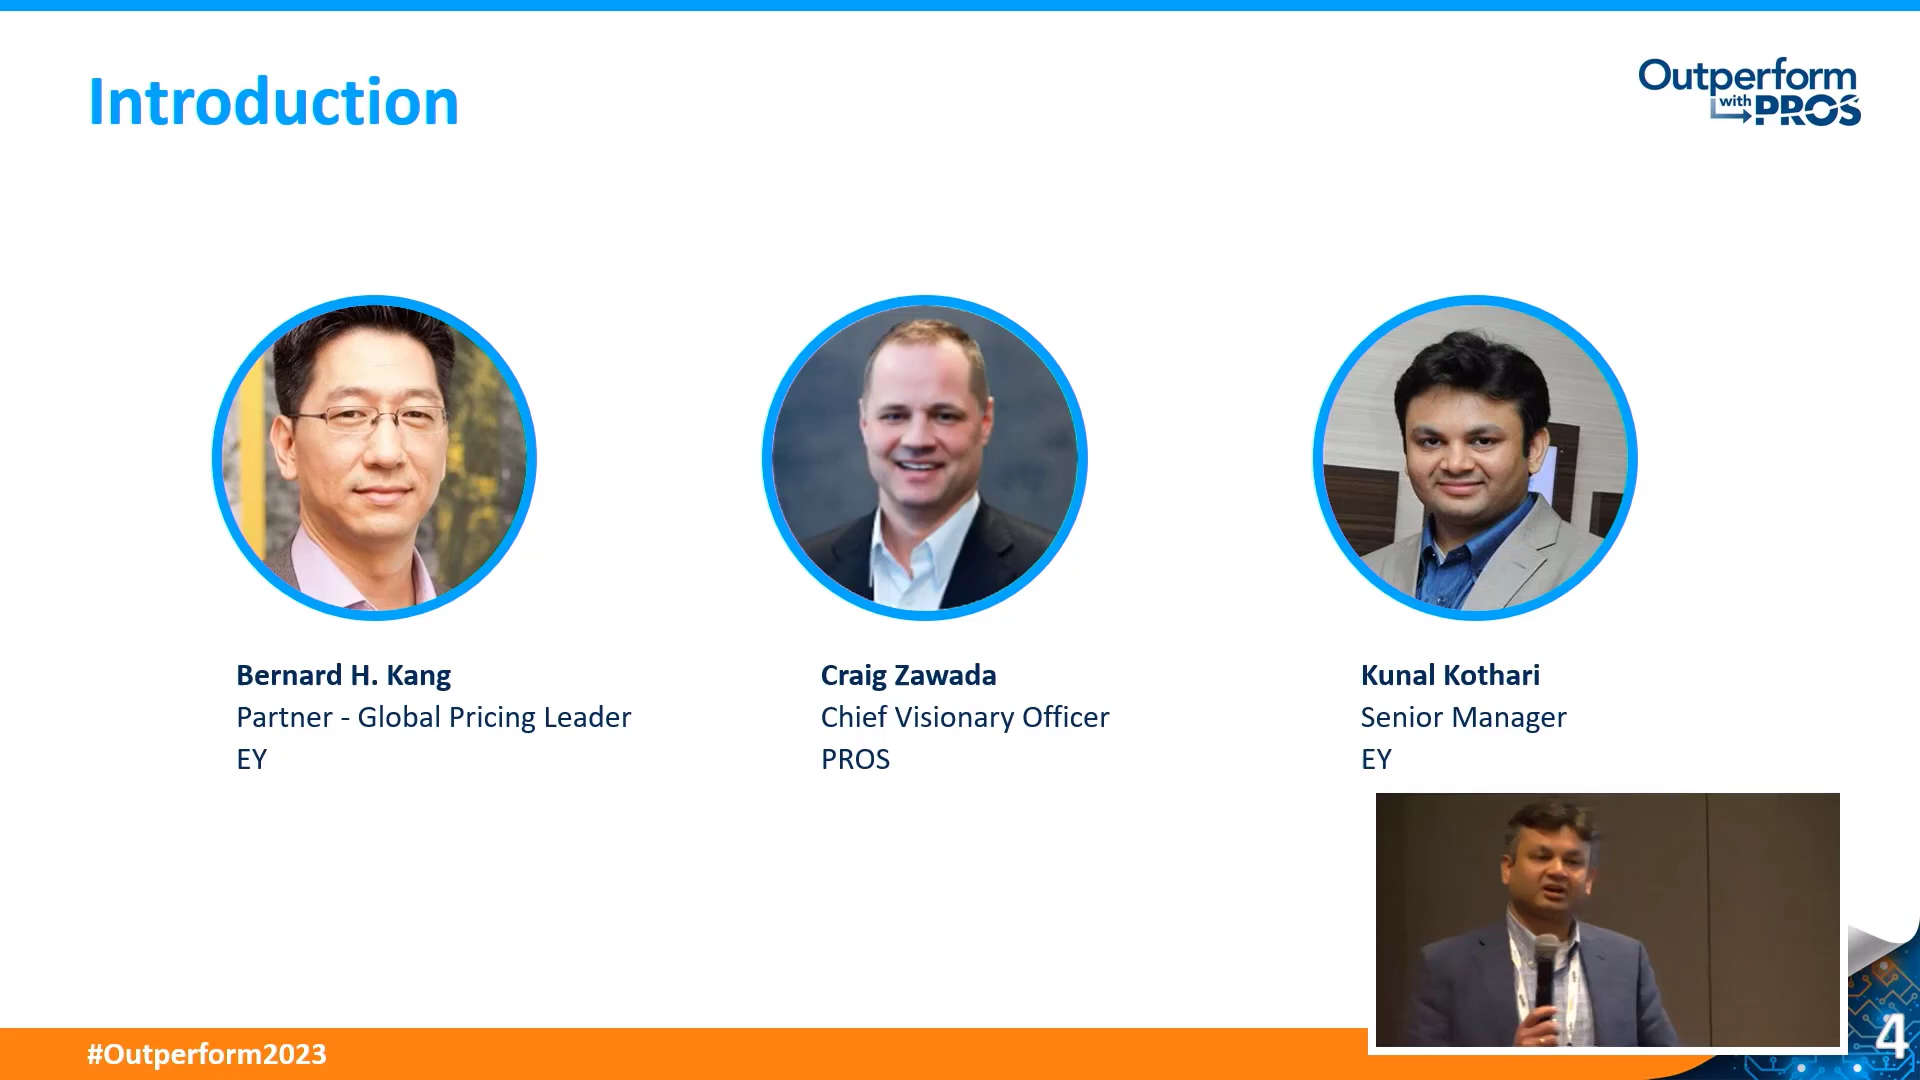 Introduction
Outperform
with PROS
Bernard H. Kang
Partner - Global Pricing Leader
EY
Craig Zawada
Chief Visionary Officer
PROS
Kunal Kothari
Senior Manager
EY
#Outperform2023
4